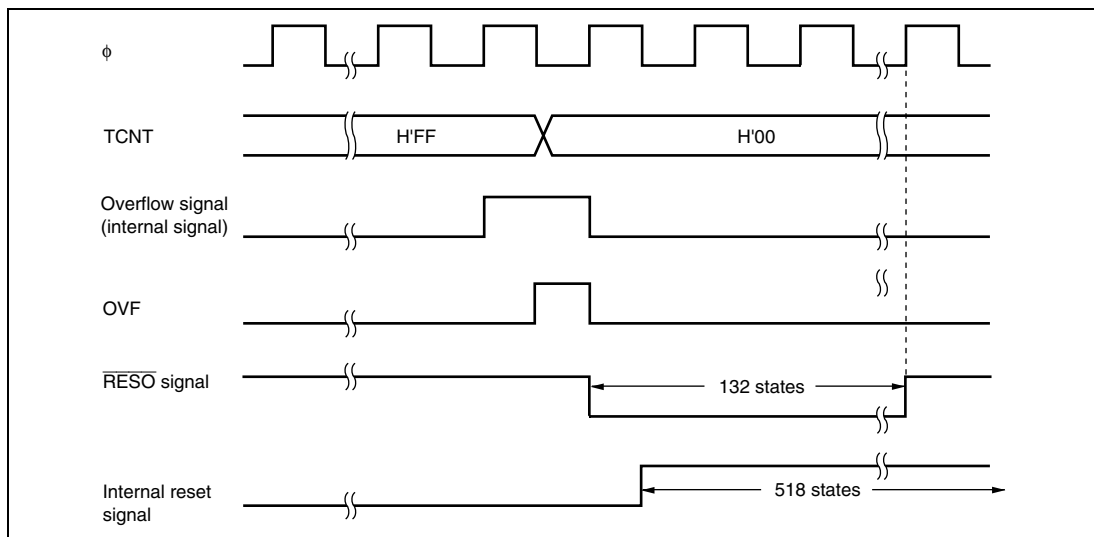 ϕ
TCNT
H'FF
H'00
Overflow signal
(internal signal)
OVF
RESO signal
132 states
Internal reset
signal
518 states